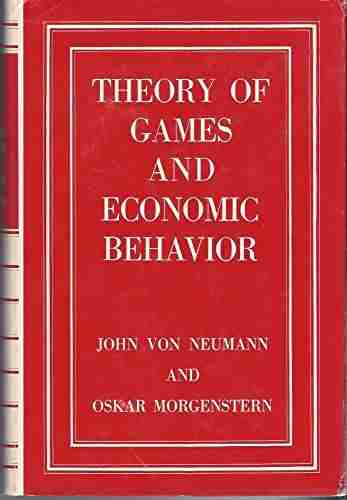 THEORY OF
GAMES
AND
ECONOMIC
BEHAVIOR
JOHN VON NEUMANN
AND
OSKAR MORGENSTERN